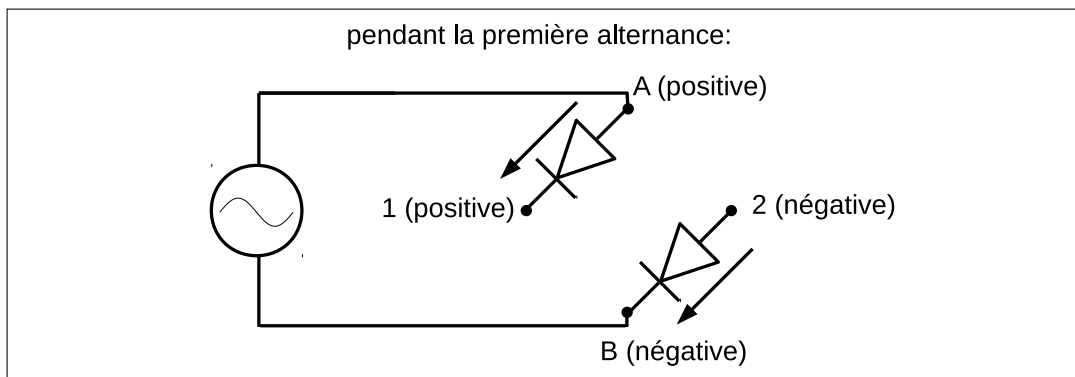 pendant la première alternance:
A (positive)
1 (positive)
2 (négative)
B (négative)